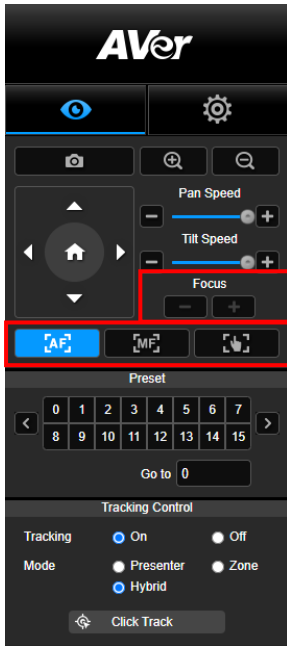 AVer
Pan Speed
Tilt Speed
Focus
AF MF
Preset
0 1 2 3 4 5 6 7
8 9 10 11 12 13 14 15
Go to 0
Tracking Control
Tracking On Off
Mode Presenter Zone
Hybrid
Click Track